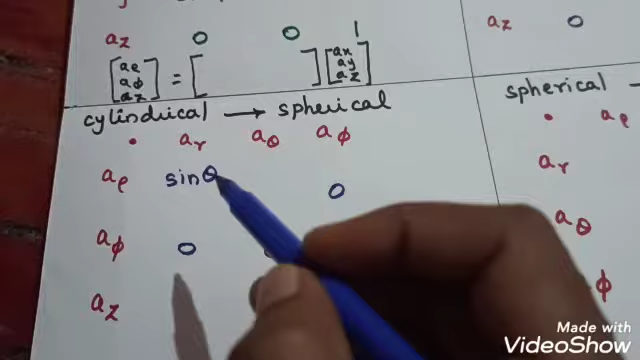 az 0 0 1
[aρ aϕ az] = [ ] [ax ay az]
az 0
cylindrical → spherical
• ar aθ aϕ
aρ sinθ 0
aϕ 0
az
spherical –
• aρ
ar
aθ
ϕ
Made with
VideoShow